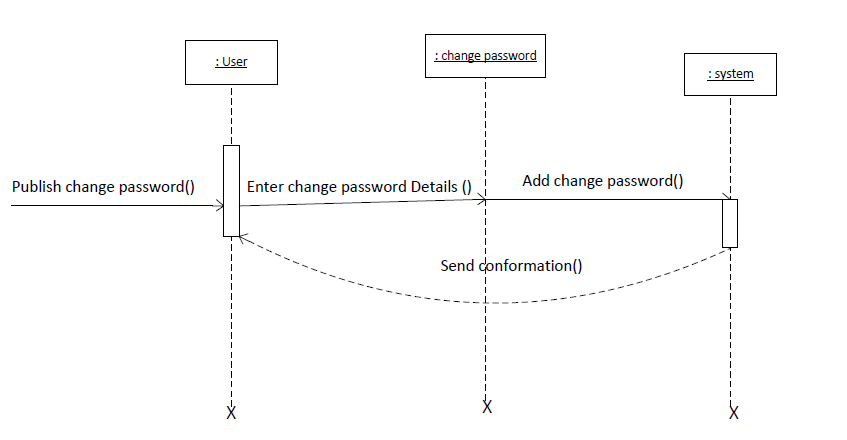 : User
: change password
: system
Publish change password()
Enter change password Details ()
Add change password()
Send conformation()
X
X
X